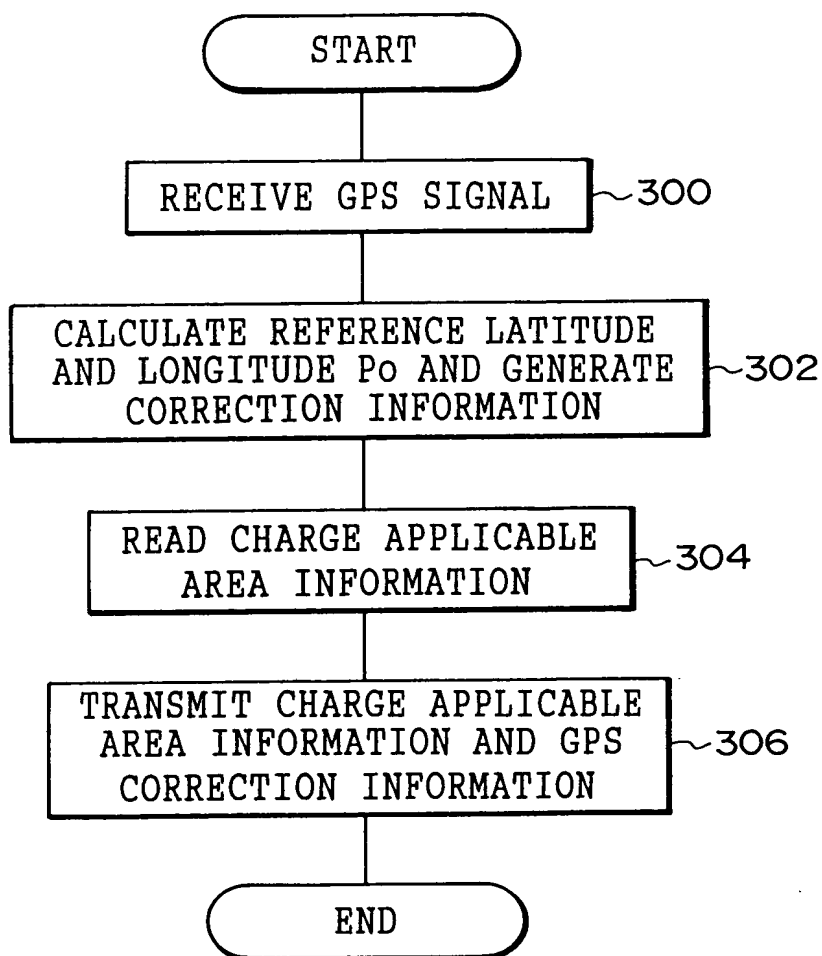 START
RECEIVE GPS SIGNAL
300
CALCULATE REFERENCE LATITUDE
AND LONGITUDE Po AND GENERATE
CORRECTION INFORMATION
302
READ CHARGE APPLICABLE
AREA INFORMATION
304
TRANSMIT CHARGE APPLICABLE
AREA INFORMATION AND GPS
CORRECTION INFORMATION
306
END